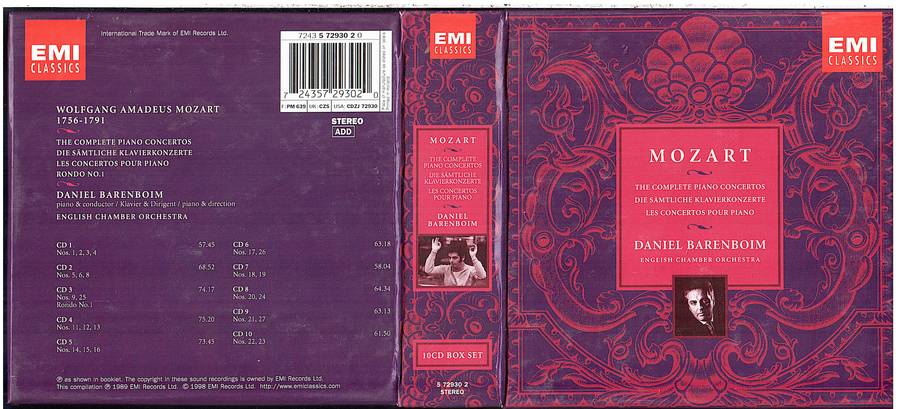 EMI
CLASSICS
International Trade Mark of EMI Records Ltd.
7243 5 72930 2 0
7 24357 29302 0
F: PM 639 UK: CZS USA: CDZJ 72930
STEREO
ADD
WOLFGANG AMADEUS MOZART
1756-1791
THE COMPLETE PIANO CONCERTOS
DIE SÄMTLICHE KLAVIERKONZERTE
LES CONCERTOS POUR PIANO
RONDO NO.1
DANIEL BARENBOIM
piano & conductor / Klavier & Dirigent / piano & direction
ENGLISH CHAMBER ORCHESTRA
CD 1 57.45
Nos. 1, 2, 3, 4
CD 2 68.52
Nos. 5, 6, 8
CD 3 74.17
Nos. 9, 25
Rondo No.1
CD 4 75.20
Nos. 11, 12, 13
CD 5 73.45
Nos. 14, 15, 16
CD 6 63.18
Nos. 17, 26
CD 7 58.04
Nos. 18, 19
CD 8 64.34
Nos. 20, 24
CD 9 63.13
Nos. 21, 27
CD 10 61.50
Nos. 22, 23
℗ as shown in booklet. The copyright in these sound recordings is owned by EMI Records Ltd.
This compilation ℗ 1989 EMI Records Ltd. © 1998 EMI Records Ltd. http://www.emiclassics.com
EMI
CLASSICS
MOZART
THE COMPLETE
PIANO CONCERTOS
DIE SÄMTLICHE
KLAVIERKONZERTE
LES CONCERTOS
POUR PIANO
DANIEL
BARENBOIM
10CD BOX SET
5 72930 2
STEREO
EMI
CLASSICS
MOZART
THE COMPLETE PIANO CONCERTOS
DIE SÄMTLICHE KLAVIERKONZERTE
LES CONCERTOS POUR PIANO
DANIEL BARENBOIM
ENGLISH CHAMBER ORCHESTRA